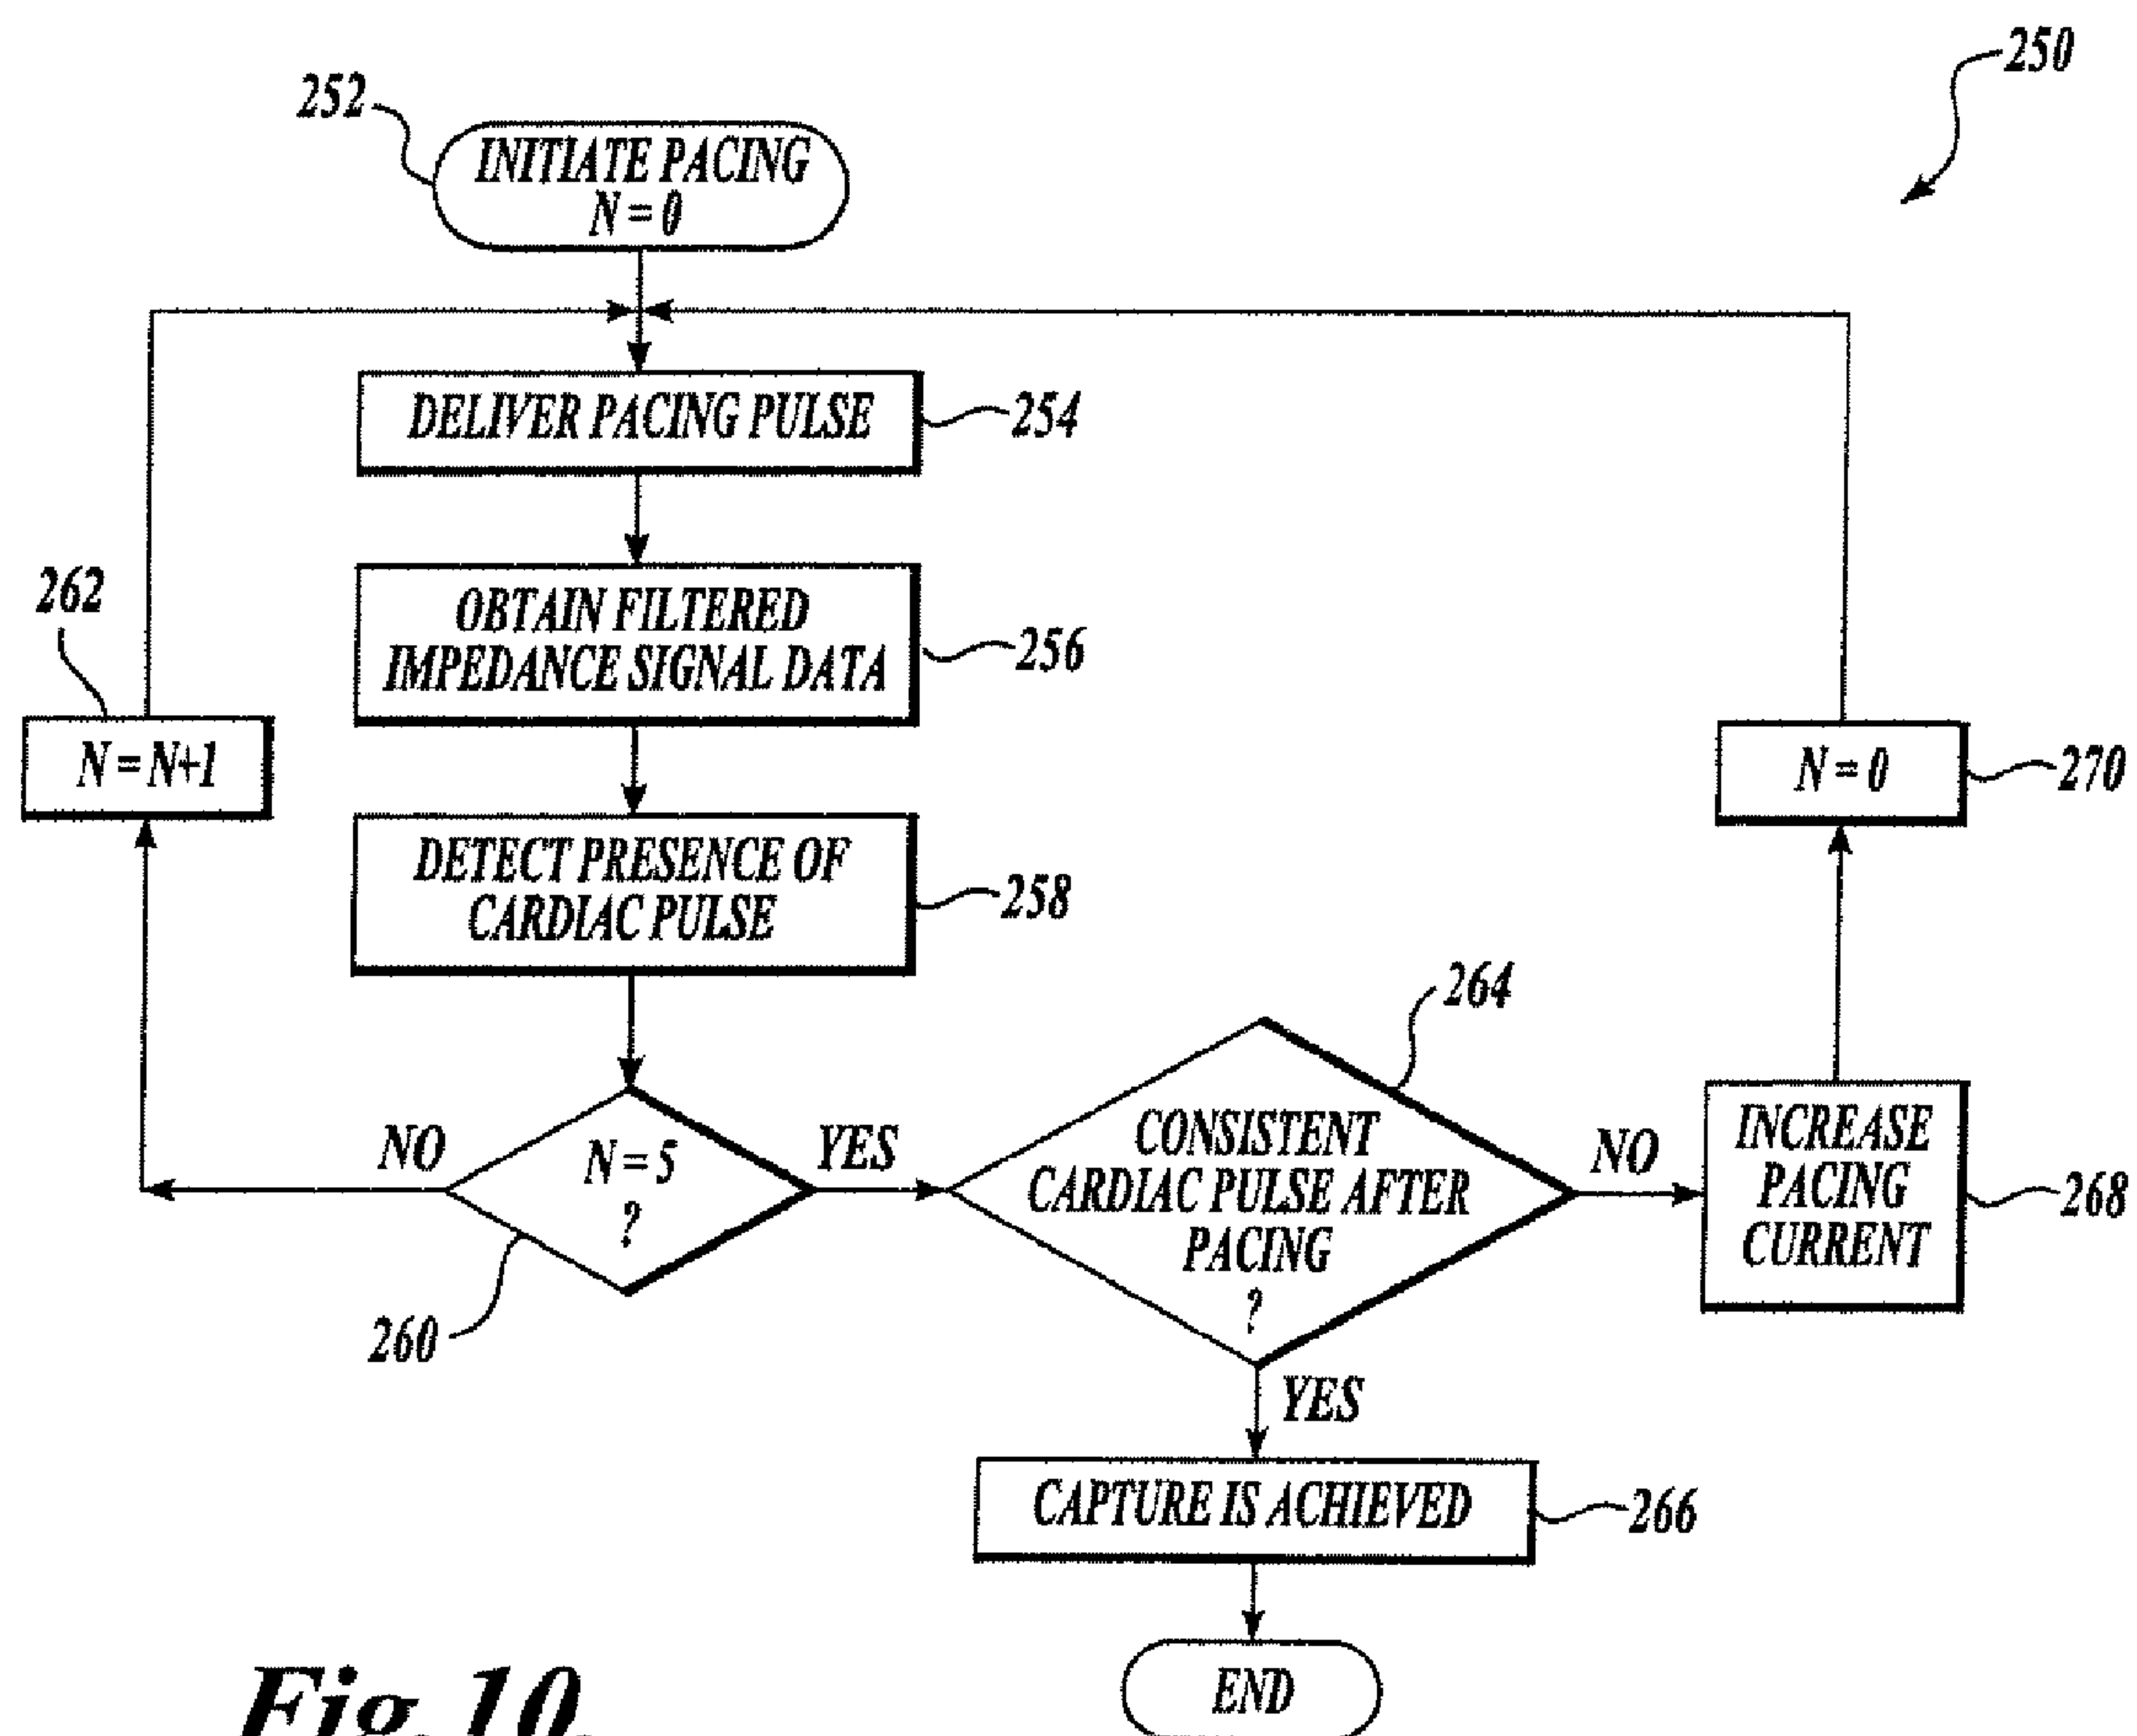 250
252
INITIATE PACING
N = 0
DELIVER PACING PULSE
254
OBTAIN FILTERED
IMPEDANCE SIGNAL DATA
256
262
N = N+1
N = 0
270
DETECT PRESENCE OF
CARDIAC PULSE
258
264
NO
N = 5
?
YES
260
CONSISTENT
CARDIAC PULSE AFTER
PACING
?
NO
INCREASE
PACING
CURRENT
268
YES
CAPTURE IS ACHIEVED
266
END
Fig. 10.